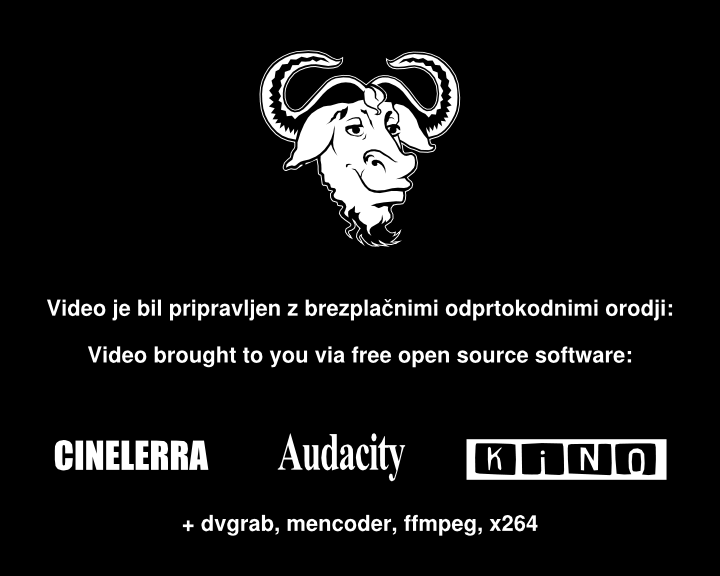 Video je bil pripravljen z brezplačnimi odprtokodnimi orodji:
Video brought to you via free open source software:
CINELERRA Audacity KiNO
+ dvgrab, mencoder, ffmpeg, x264